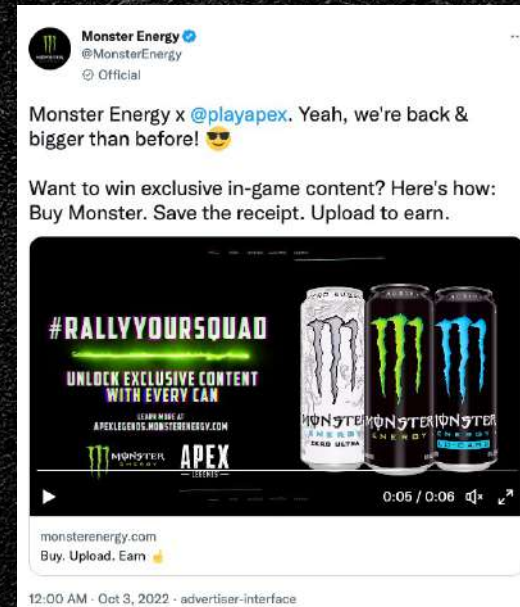 Monster Energy
@MonsterEnergy
Official
Monster Energy x @playapex. Yeah, we're back &
bigger than before! 😎
Want to win exclusive in-game content? Here's how:
Buy Monster. Save the receipt. Upload to earn.
#RALLYYOURSQUAD
UNLOCK EXCLUSIVE CONTENT
WITH EVERY CAN
LEARN MORE AT
APEXLEGENDS.MONSTERENERGY.COM
MONSTER ENERGY
APEX
LEGENDS
MONSTER MONSTER MONSTER
ENERGY ENERGY ENERGY
ZERO ULTRA
LO-CARB
0:05 / 0:06
monsterenergy.com
Buy. Upload. Earn ☝
12:00 AM · Oct 3, 2022 · advertiser-interface